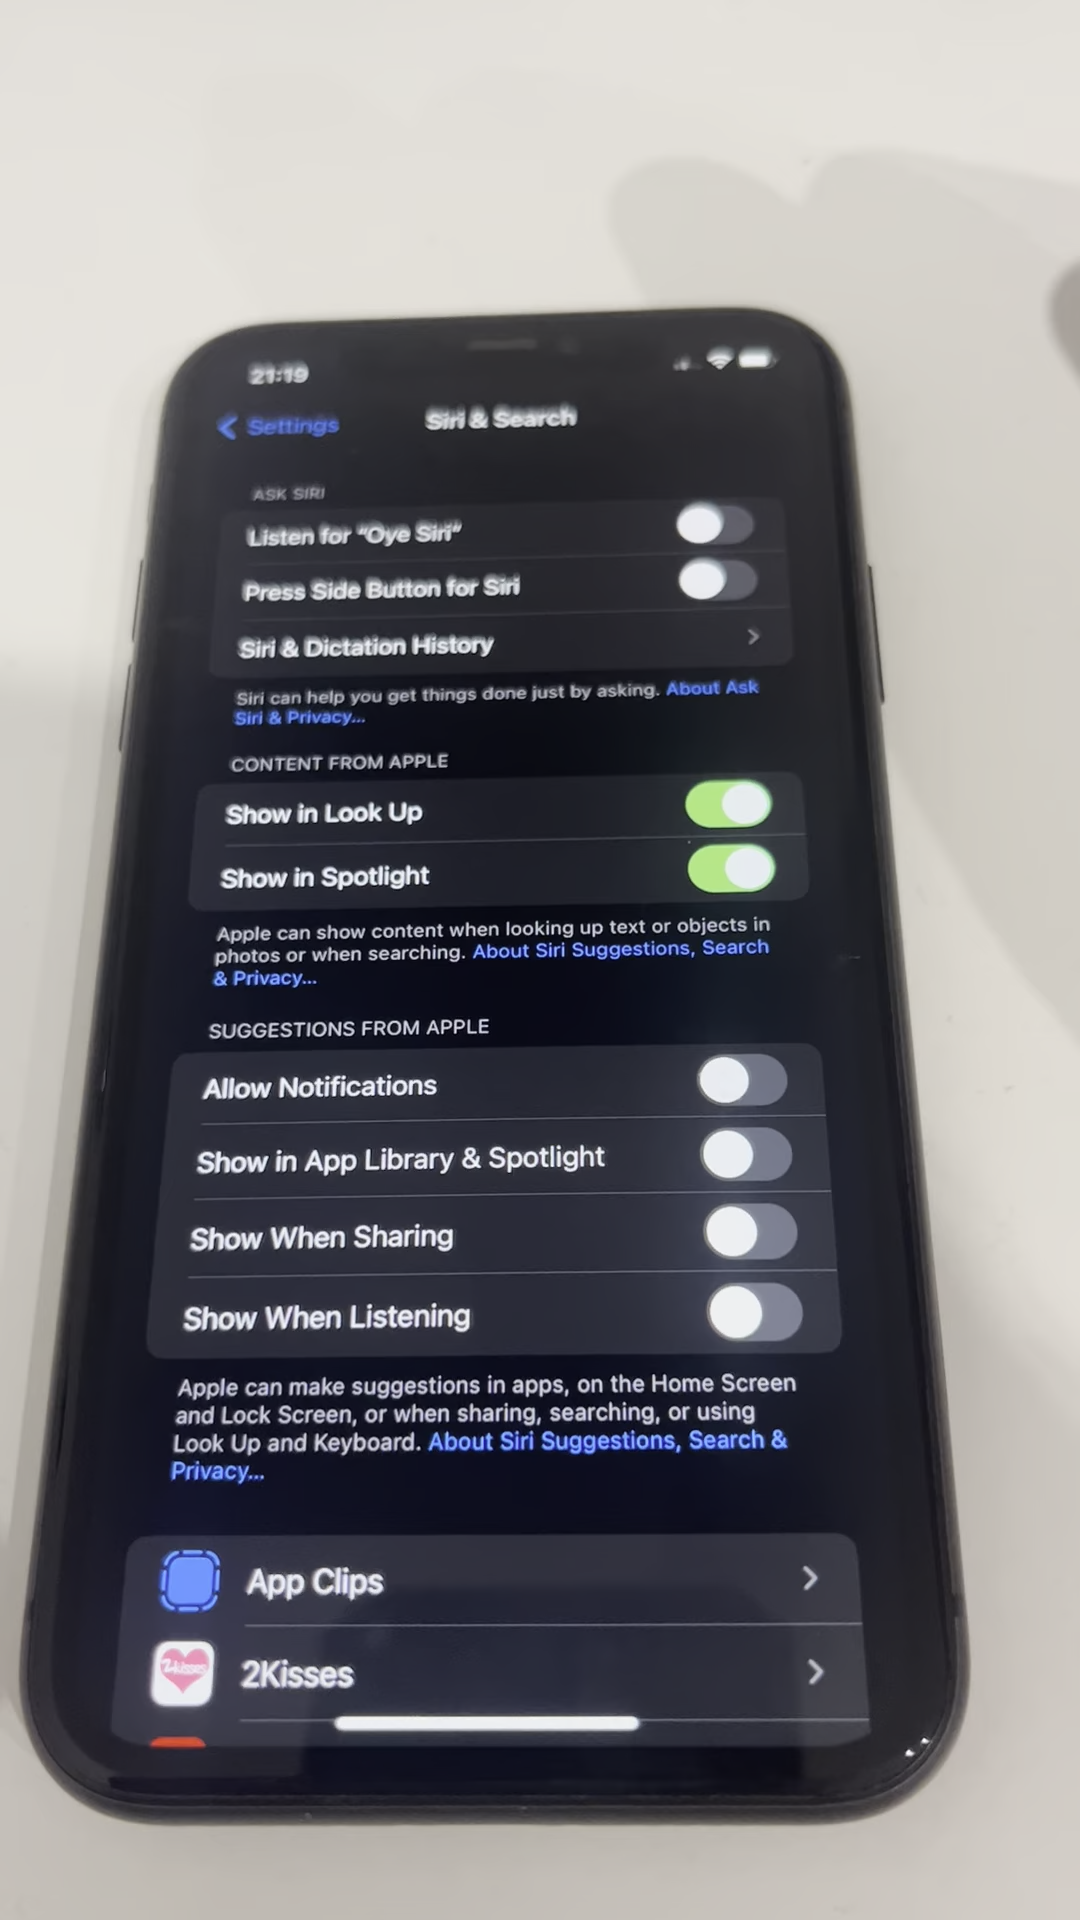 21:19
Settings
Siri & Search
ASK SIRI
Listen for “Oye Siri”
Press Side Button for Siri
Siri & Dictation History
Siri can help you get things done just by asking. About Ask
Siri & Privacy...
CONTENT FROM APPLE
Show in Look Up
Show in Spotlight
Apple can show content when looking up text or objects in
photos or when searching. About Siri Suggestions, Search
& Privacy...
SUGGESTIONS FROM APPLE
Allow Notifications
Show in App Library & Spotlight
Show When Sharing
Show When Listening
Apple can make suggestions in apps, on the Home Screen
and Lock Screen, or when sharing, searching, or using
Look Up and Keyboard. About Siri Suggestions, Search &
Privacy...
App Clips
2kisses
2Kisses